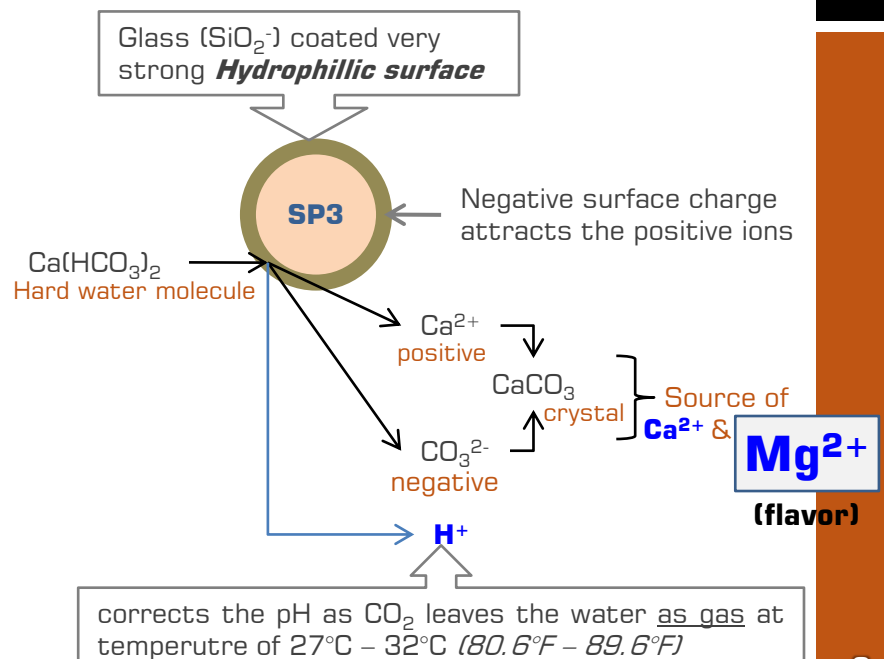 Glass (SiO₂⁻) coated very
strong Hydrophillic surface
SP3
Negative surface charge
attracts the positive ions
Ca(HCO₃)₂
Hard water molecule
Ca²⁺
positive
CaCO₃
crystal
Source of
Ca²⁺ &
Mg²⁺
(flavor)
CO₃²⁻
negative
H⁺
corrects the pH as CO₂ leaves the water as gas at
temperutre of 27°C – 32°C (80.6°F – 89.6°F)